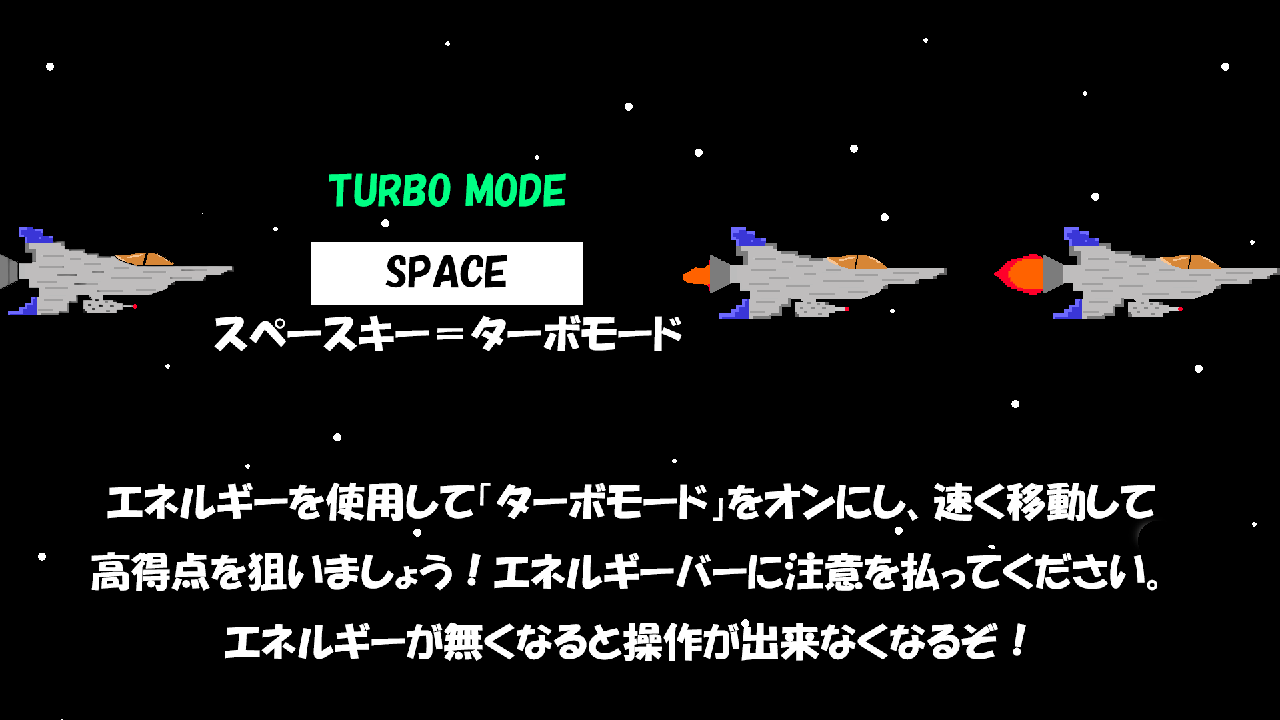 TURBO MODE
SPACE
スペースキー＝ターボモード
エネルギーを使用して「ターボモード」をオンにし、速く移動して
高得点を狙いましょう！エネルギーバーに注意を払ってください。
エネルギーが無くなると操作が出来なくなるぞ！